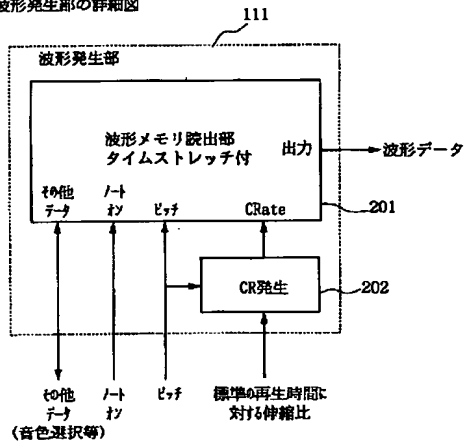 波形発生部の詳細図
111
波形発生部
波形メモリ読出部
タイムストレッチ付
出力
波形データ
その他
データ
ノート
オン
ピッチ
CRate
201
CR発生
202
その他
データ
(音色選択等)
ノート
オン
ピッチ
標準の再生時間に
対する伸縮比